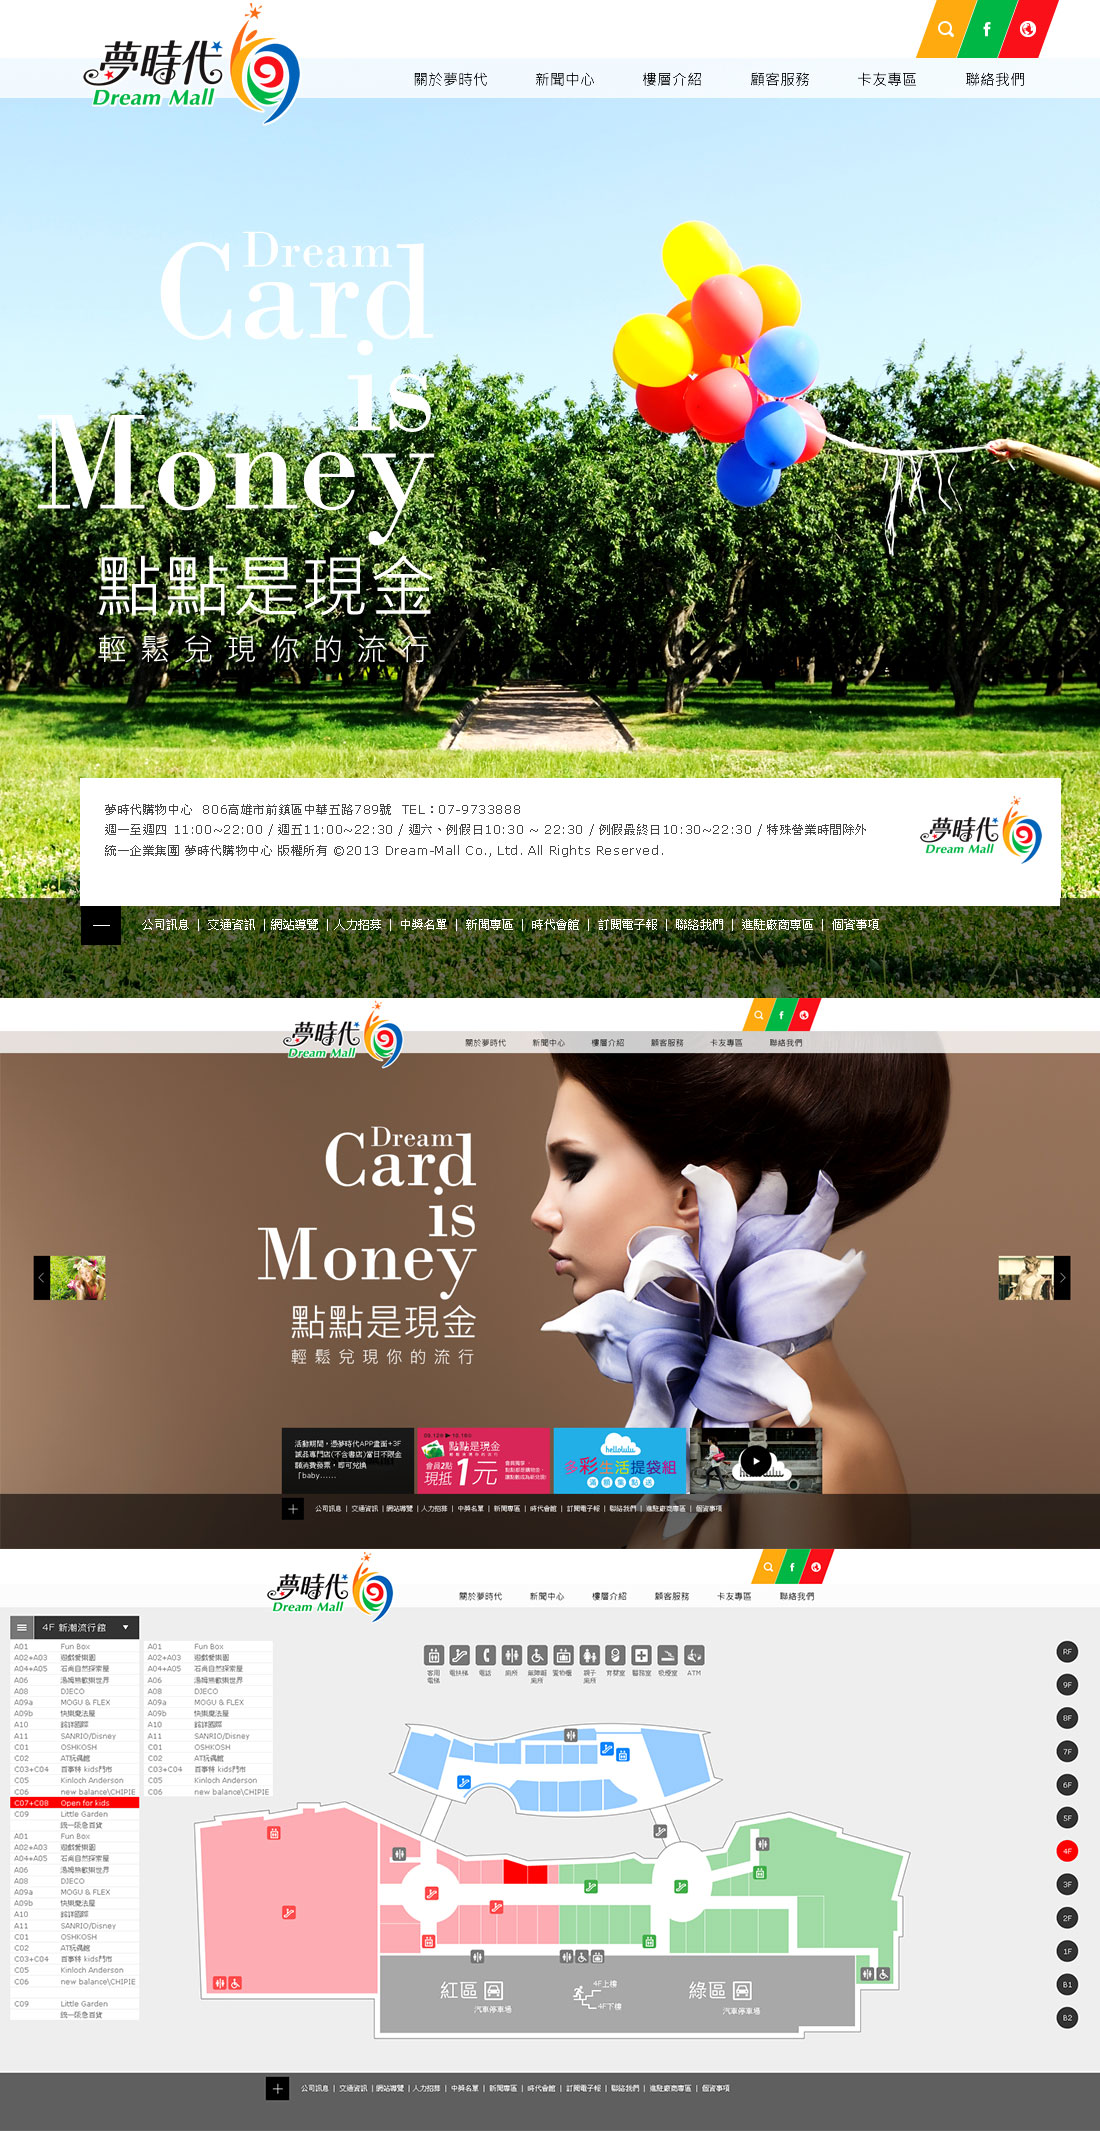 夢時代
Dream Mall
關於夢時代 新聞中心 樓層介紹 顧客服務 卡友專區 聯絡我們
Dream
Card
is
Money
點點是現金
輕鬆兌現你的流行
夢時代購物中心 806高雄市前鎮區中華五路789號 TEL：07-9733888
週一至週四 11:00~22:00 / 週五11:00~22:30 / 週六、例假日10:30 ~ 22:30 / 例假最終日10:30~22:30 / 特殊營業時間除外
統一企業集團 夢時代購物中心 版權所有 ©2013 Dream-Mall Co., Ltd. All Rights Reserved.
夢時代
Dream Mall
公司訊息 | 交通資訊 | 網站導覽 | 人力招募 | 中獎名單 | 新聞專區 | 時代會館 | 訂閱電子報 | 聯絡我們 | 進駐廠商專區 | 個資事項
夢時代
Dream Mall
關於夢時代 新聞中心 樓層介紹 顧客服務 卡友專區 聯絡我們
Dream
Card
is
Money
點點是現金
輕鬆兌現你的流行
活動期間，憑夢時代APP畫面+3F
誠品專門店(不含書店)當日不限金
額消費發票，即可兌換
「baby......
點點是現金
會員2點
現抵1元
hellolulu
多彩生活提袋組
hellolulu
公司訊息 | 交通資訊 | 網站導覽 | 人力招募 | 中獎名單 | 新聞專區 | 時代會館 | 訂閱電子報 | 聯絡我們 | 進駐廠商專區 | 個資事項
夢時代
Dream Mall
關於夢時代 新聞中心 樓層介紹 顧客服務 卡友專區 聯絡我們
4F 新潮流行館
A01 Fun Box
A02+A03 遊戲愛樂園
A04+A05 石尚自然探索屋
A06 湯姆熊歡樂世界
A08 DJECO
A09a MOGU & FLEX
A09b 快樂魔法屋
A10
A11 SANRIO/Disney
C01 OSHKOSH
C02 AT玩偶館
C03+C04 百事特 kids門市
C05 Kinloch Anderson
C06 new balance\CHIPIE
C07+C08 Open for kids
C09 Little Garden
統一阪急百貨
A01 Fun Box
A02+A03 遊戲愛樂園
A04+A05 石尚自然探索屋
A06 湯姆熊歡樂世界
A08 DJECO
A09a MOGU & FLEX
A09b 快樂魔法屋
A10
A11 SANRIO/Disney
C01 OSHKOSH
C02 AT玩偶館
C03+C04 百事特 kids門市
C05 Kinloch Anderson
C06 new balance\CHIPIE
C09 Little Garden
統一阪急百貨
A01 Fun Box
A02+A03 遊戲愛樂園
A04+A05 石尚自然探索屋
A06 湯姆熊歡樂世界
A08 DJECO
A09a MOGU & FLEX
A09b 快樂魔法屋
A10
A11 SANRIO/Disney
C01 OSHKOSH
C02 AT玩偶館
C03+C04 百事特 kids門市
C05 Kinloch Anderson
C06 new balance\CHIPIE
客用電梯 電扶梯 電話 廁所 無障礙廁所 置物櫃 親子廁所 育嬰室 醫務室 吸煙室 ATM
RF
9F
8F
7F
6F
5F
4F
3F
2F
1F
B1
B2
紅區
汽車停車場
4F上樓
4F下樓
綠區
汽車停車場
公司訊息 | 交通資訊 | 網站導覽 | 人力招募 | 中獎名單 | 新聞專區 | 時代會館 | 訂閱電子報 | 聯絡我們 | 進駐廠商專區 | 個資事項